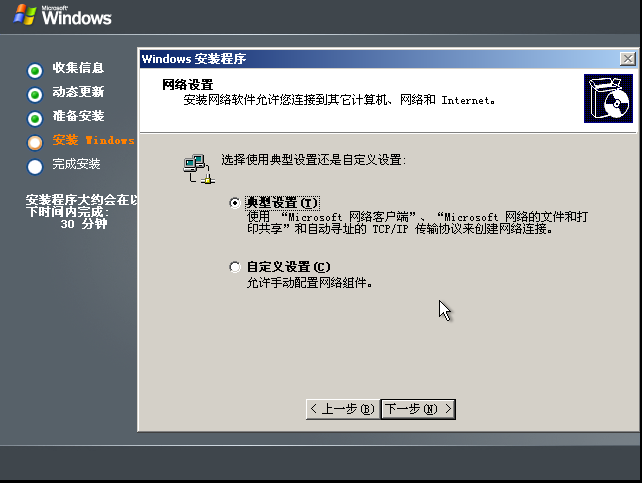 Microsoft
Windows
收集信息
动态更新
准备安装
安装 Windows
完成安装
安装程序大约会在以
下时间内完成:
30 分钟
Windows 安装程序
网络设置
安装网络软件允许您连接到其它计算机、网络和 Internet。
选择使用典型设置还是自定义设置:
典型设置(T)
使用 “Microsoft 网络客户端”、“Microsoft 网络的文件和打
印共享”和自动寻址的 TCP/IP 传输协议来创建网络连接。
自定义设置(C)
允许手动配置网络组件。
< 上一步(B)
下一步(N) >